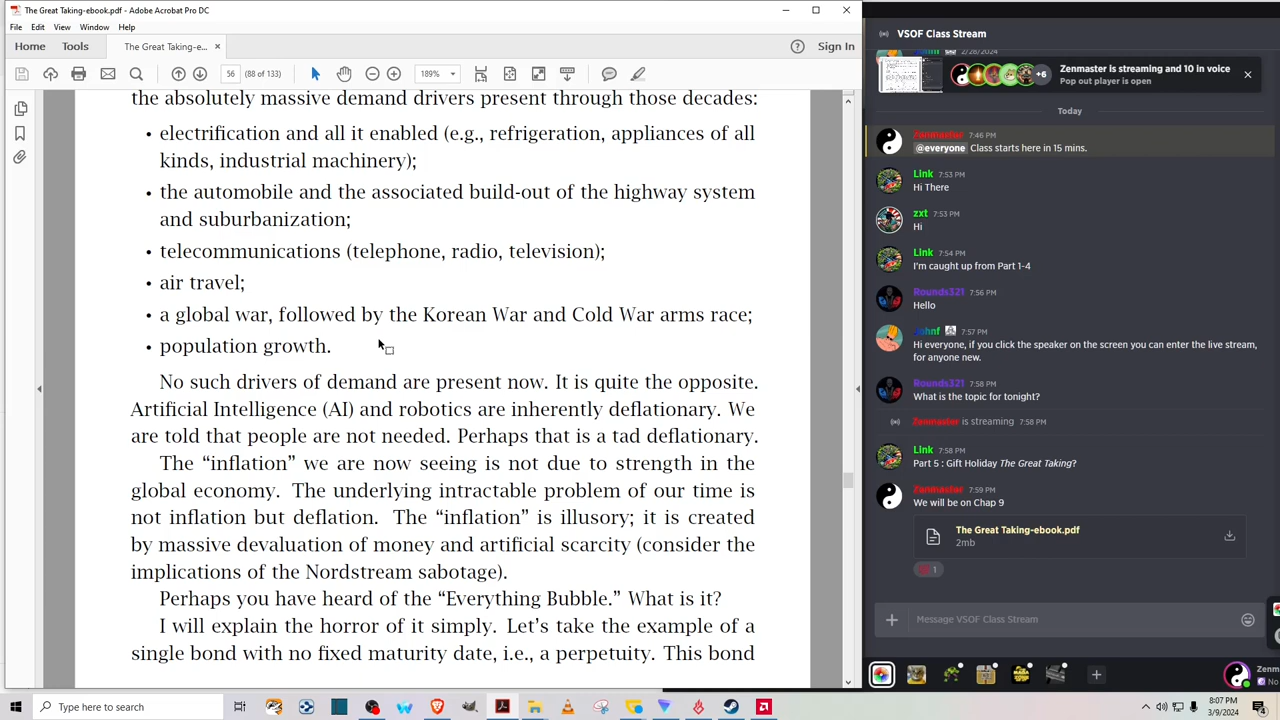 The Great Taking-ebook.pdf - Adobe Acrobat Pro DC
File Edit View Window Help
Home Tools The Great Taking-e... × Sign In
56 (88 of 133) 189%
the absolutely massive demand drivers present through those decades:
• electrification and all it enabled (e.g., refrigeration, appliances of all
kinds, industrial machinery);
• the automobile and the associated build-out of the highway system
and suburbanization;
• telecommunications (telephone, radio, television);
• air travel;
• a global war, followed by the Korean War and Cold War arms race;
• population growth.
No such drivers of demand are present now. It is quite the opposite.
Artificial Intelligence (AI) and robotics are inherently deflationary. We
are told that people are not needed. Perhaps that is a tad deflationary.
The “inflation” we are now seeing is not due to strength in the
global economy. The underlying intractable problem of our time is
not inflation but deflation. The “inflation” is illusory; it is created
by massive devaluation of money and artificial scarcity (consider the
implications of the Nordstream sabotage).
Perhaps you have heard of the “Everything Bubble.” What is it?
I will explain the horror of it simply. Let’s take the example of a
single bond with no fixed maturity date, i.e., a perpetuity. This bond
VSOF Class Stream
2/28/2024
Zenmaster is streaming and 10 in voice
Pop out player is open
+6
Today
Zenmaster 7:46 PM
@everyone Class starts here in 15 mins.
Link 7:53 PM
Hi There
zxt 7:53 PM
Hi
Link 7:54 PM
I'm caught up from Part 1-4
Rounds321 7:56 PM
Hello
7:57 PM
Hi everyone, if you click the speaker on the screen you can enter the live stream,
for anyone new.
Rounds321 7:58 PM
What is the topic for tonight?
Zenmaster is streaming 7:58 PM
Link 7:58 PM
Part 5 : Gift Holiday The Great Taking?
Zenmaster 7:59 PM
We will be on Chap 9
The Great Taking-ebook.pdf
2mb
1
Message VSOF Class Stream
Zenm
No
Type here to search
8:07 PM
3/9/2024
4